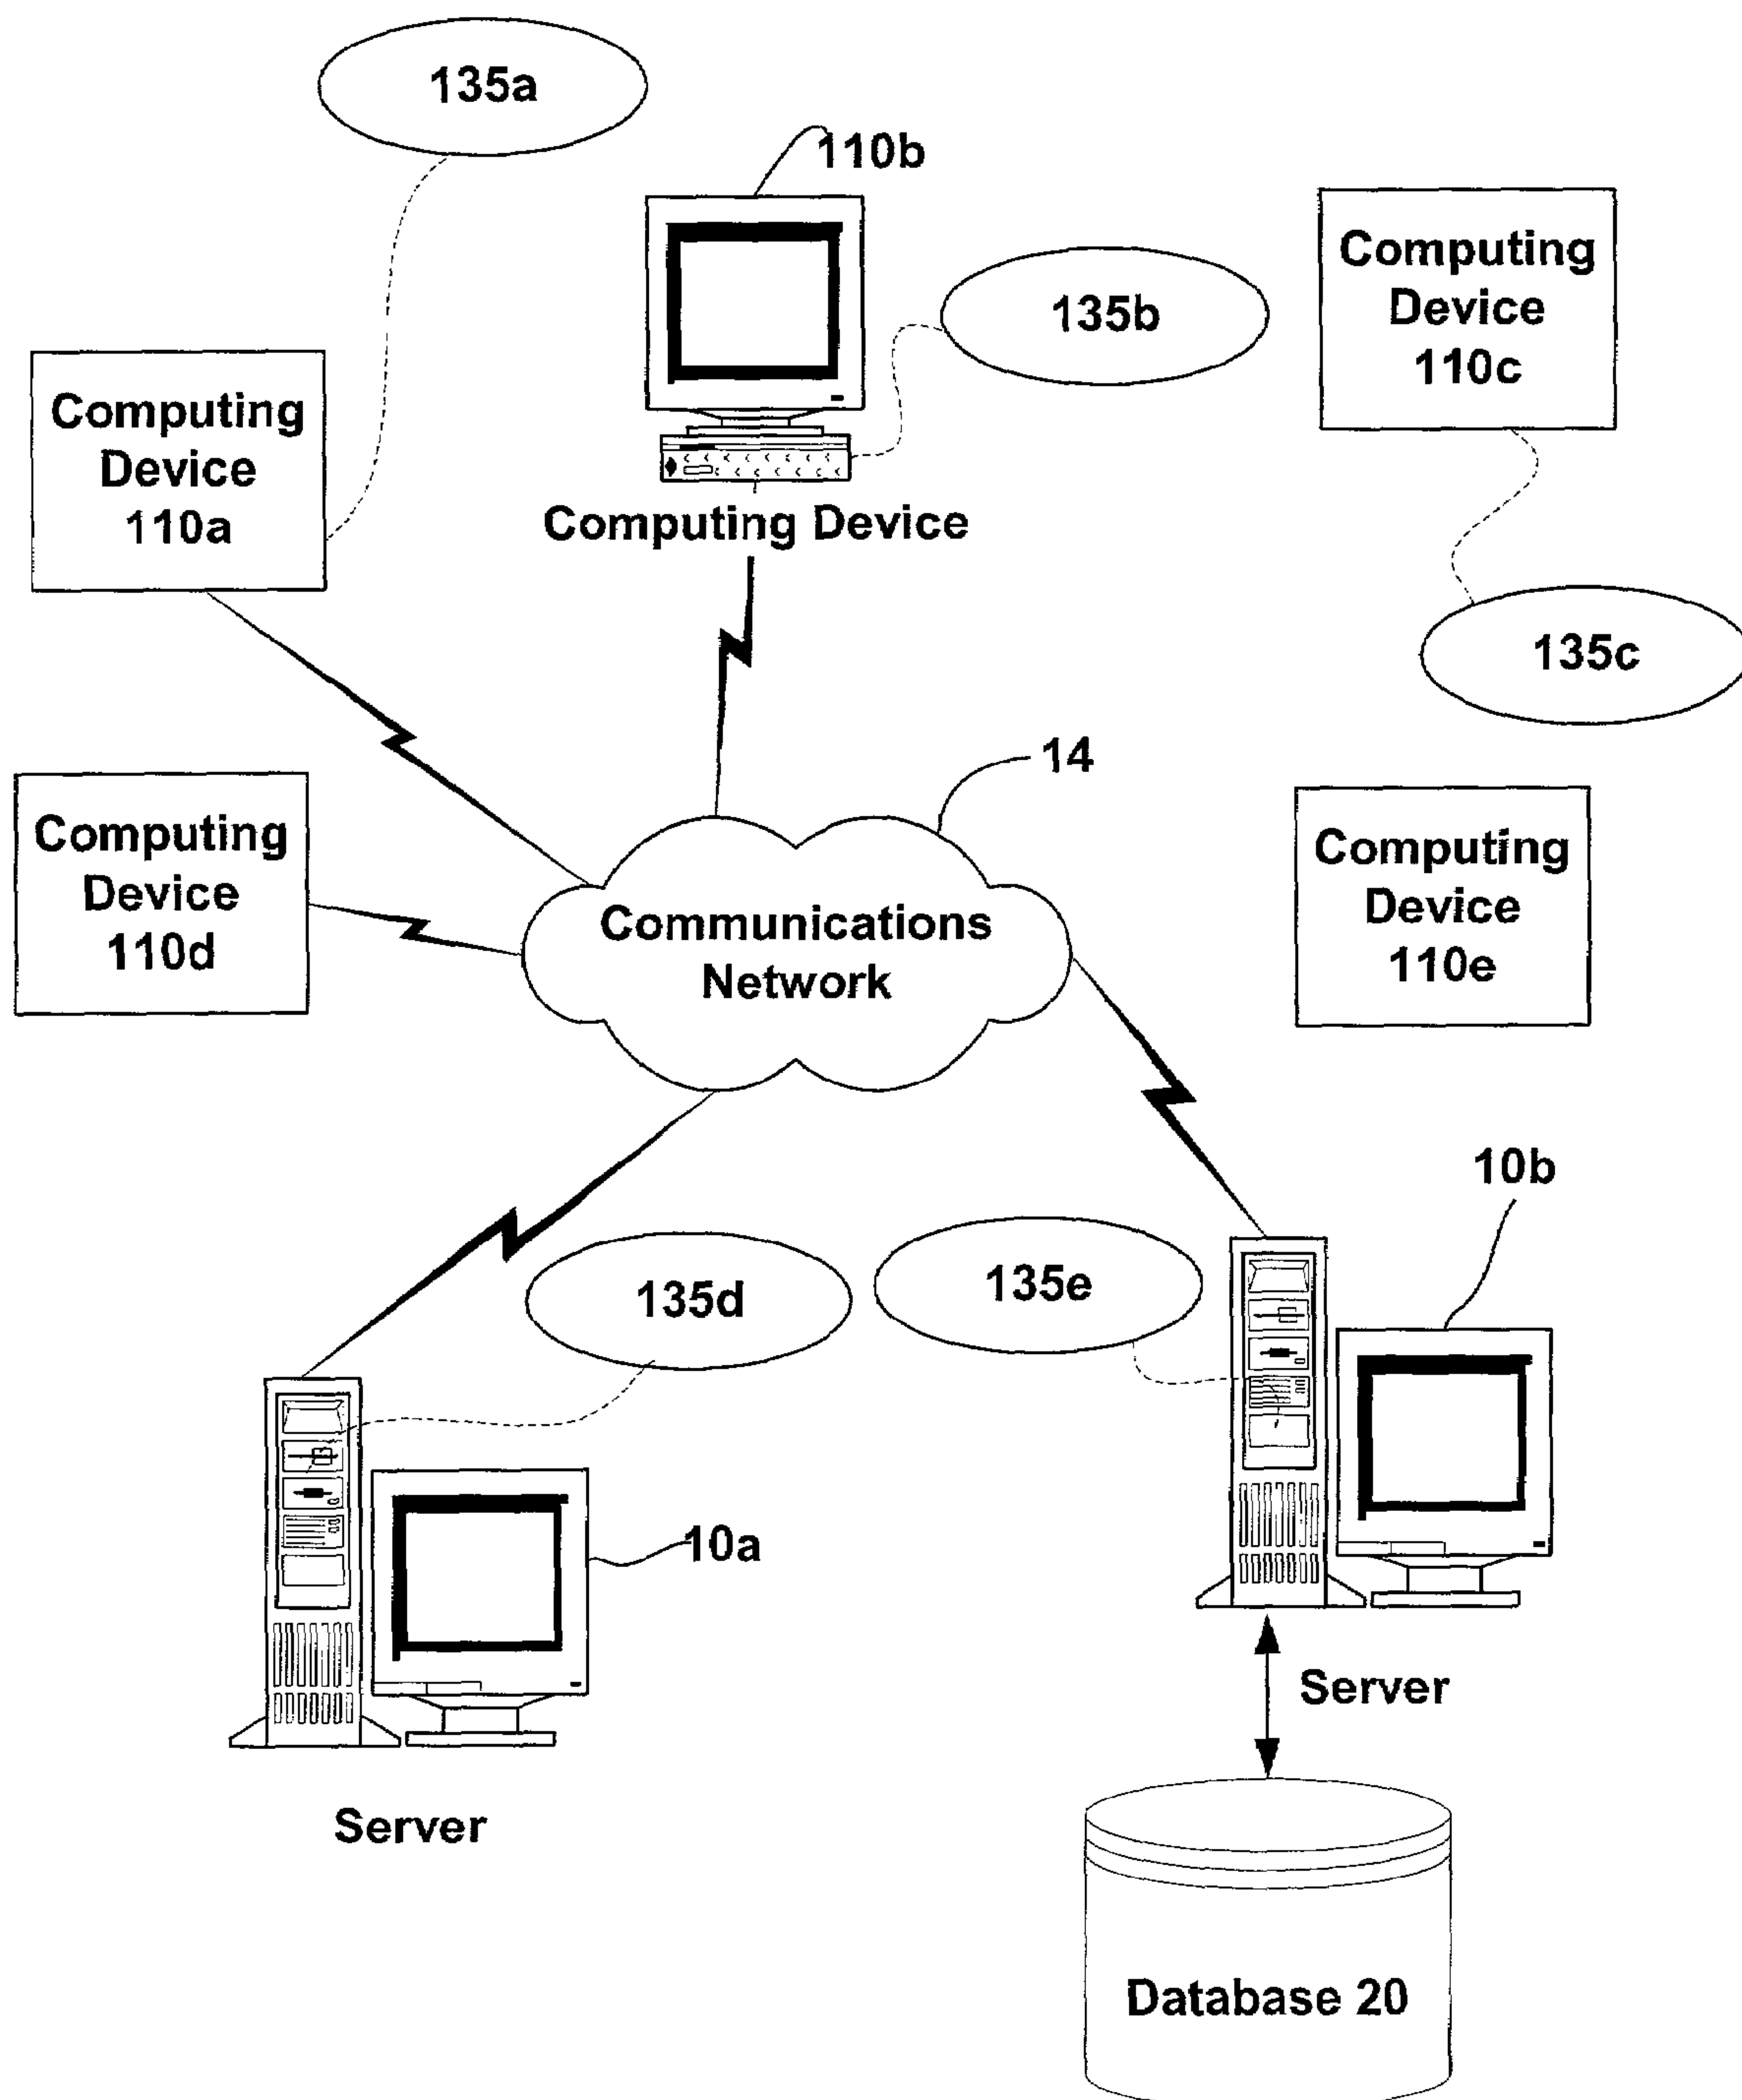 135a
110b
Computing
Device
110c
135b
Computing
Device
110a
Computing Device
135c
14
Computing
Device
110d
Computing
Device
110e
Communications
Network
10b
135d
135e
10a
Server
Server
Database 20